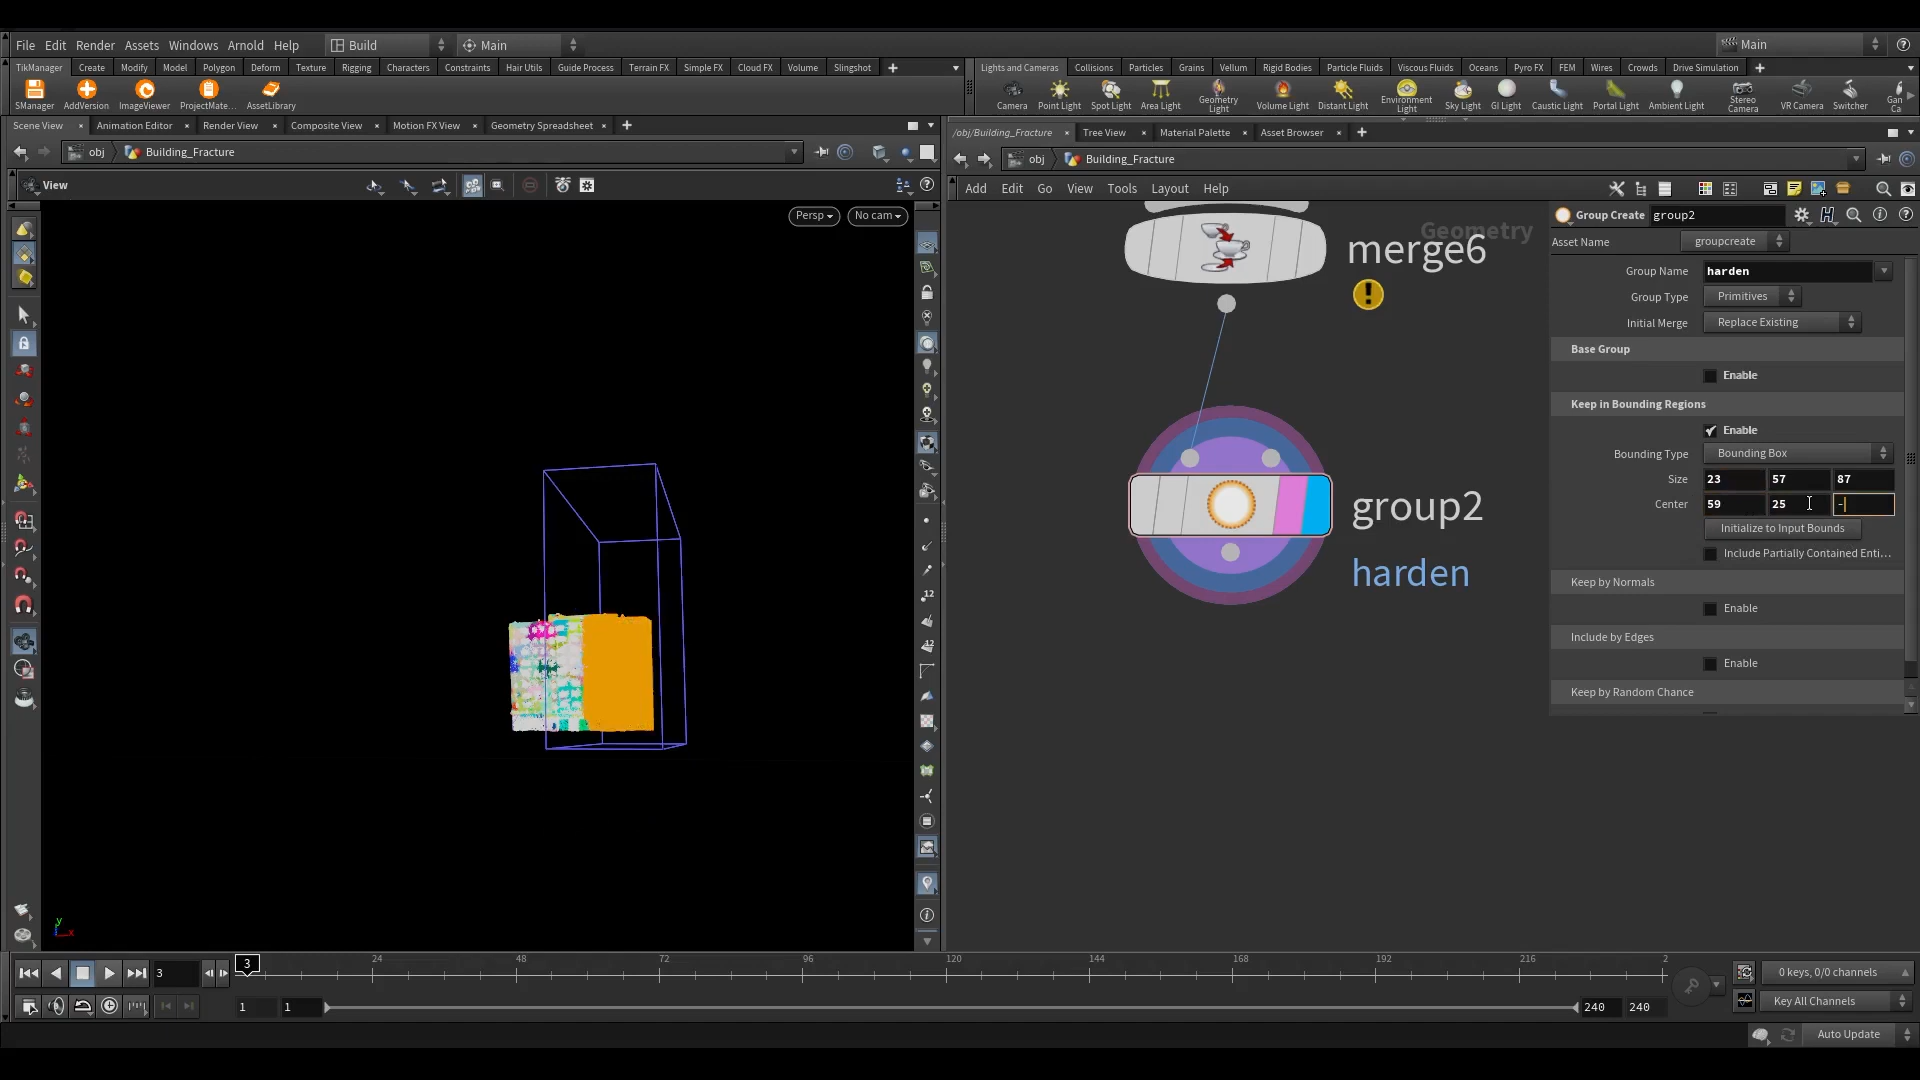 File Edit Render Assets Windows Arnold Help Build Main Main
TikManager Create Modify Model Polygon Deform Texture Rigging Characters Constraints Hair Utils Guide Process Terrain FX Simple FX Cloud FX Volume Slingshot
Lights and Cameras Collisions Particles Grains Vellum Rigid Bodies Particle Fluids Viscous Fluids Oceans Pyro FX FEM Wires Crowds Drive Simulation
SManager AddVersion ImageViewer ProjectMate... AssetLibrary
Camera Point Light Spot Light Area Light Geometry Light Volume Light Distant Light Environment Light Sky Light GI Light Caustic Light Portal Light Ambient Light Stereo Camera VR Camera Switcher Gan Ca
Scene View Animation Editor Render View Composite View Motion FX View Geometry Spreadsheet
/obj/Building_Fracture Tree View Material Palette Asset Browser
obj Building_Fracture
obj Building_Fracture
View
Add Edit Go View Tools Layout Help
Persp No cam
Geometry
merge6
group2
harden
Group Create group2
Asset Name groupcreate
Group Name harden
Group Type Primitives
Initial Merge Replace Existing
Base Group
Enable
Keep in Bounding Regions
Enable
Bounding Type Bounding Box
Size 23 57 87
Center 59 25 -
Initialize to Input Bounds
Include Partially Contained Enti...
Keep by Normals
Enable
Include by Edges
Enable
Keep by Random Chance
12
12
y
x
3
3 24 48 72 96 120 144 168 192 216 2
0 keys, 0/0 channels
1 1 240 240
Key All Channels
Auto Update